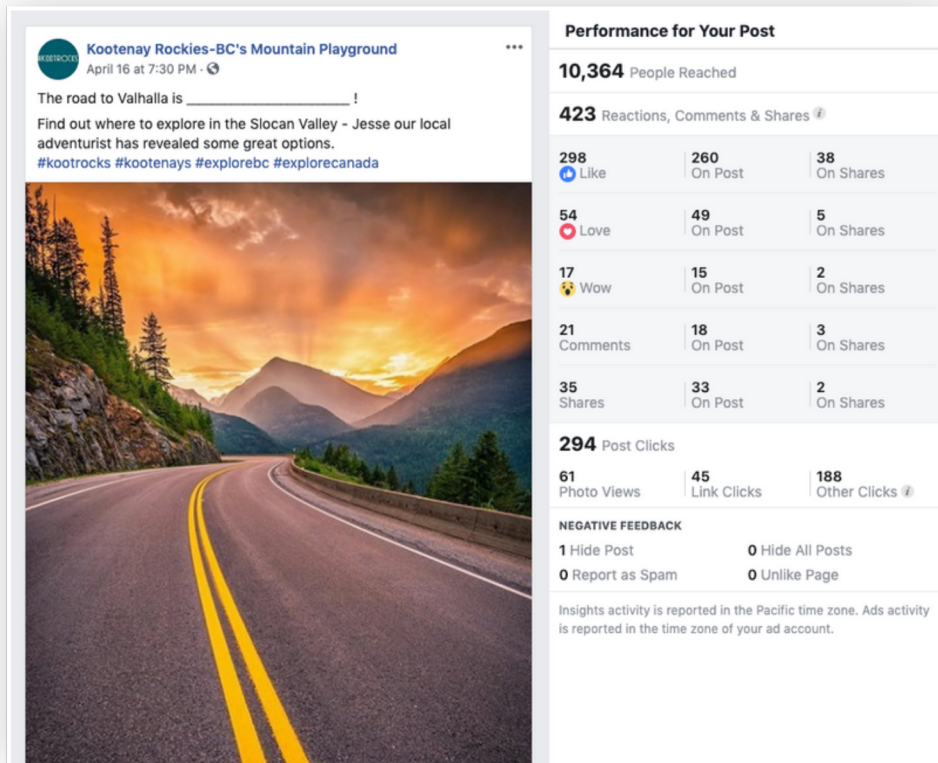 #KOOTROCKS
Kootenay Rockies-BC's Mountain Playground
April 16 at 7:30 PM ·
The road to Valhalla is ______________________ !
Find out where to explore in the Slocan Valley - Jesse our local
adventurist has revealed some great options.
#kootrocks #kootenays #explorebc #explorecanada
Performance for Your Post
10,364 People Reached
423 Reactions, Comments & Shares
298 260 38
Like On Post On Shares
54 49 5
Love On Post On Shares
17 15 2
Wow On Post On Shares
21 18 3
Comments On Post On Shares
35 33 2
Shares On Post On Shares
294 Post Clicks
61 45 188
Photo Views Link Clicks Other Clicks
NEGATIVE FEEDBACK
1 Hide Post 0 Hide All Posts
0 Report as Spam 0 Unlike Page
Insights activity is reported in the Pacific time zone. Ads activity
is reported in the time zone of your ad account.